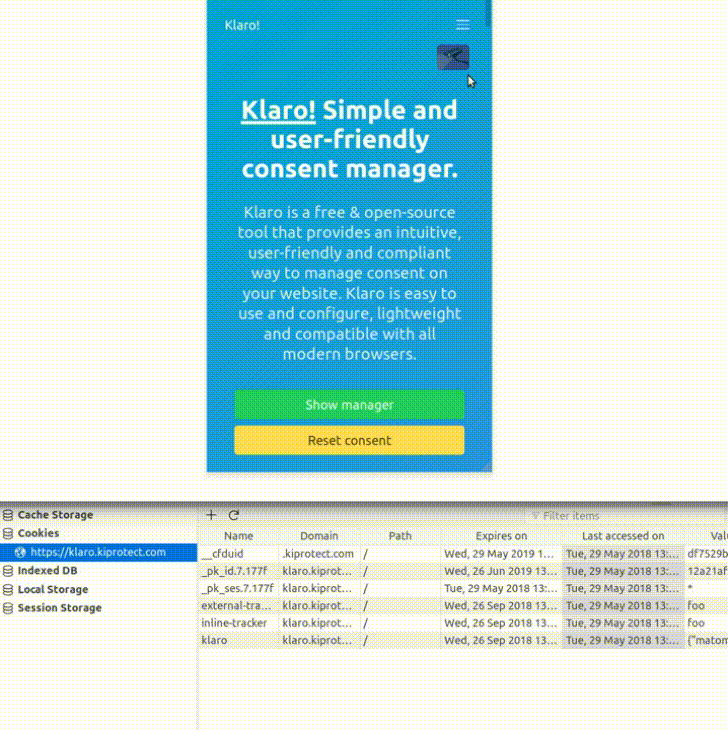 Klaro!
Klaro! Simple and
user-friendly
consent manager.
Klaro is a free & open-source
tool that provides an intuitive,
user-friendly and compliant
way to manage consent on
your website. Klaro is easy to
use and configure, lightweight
and compatible with all
modern browsers.
Show manager
Reset consent
Cache Storage
Cookies
https://klaro.kiprotect.com
Indexed DB
Local Storage
Session Storage
Filter items
Name Domain Path Expires on Last accessed on Valu
__cfduid .kiprotect.com / Wed, 29 May 2019 1... Tue, 29 May 2018 13:... df7529b
_pk_id.7.177f klaro.kiprot... / Wed, 26 Jun 2019 13... Tue, 29 May 2018 13:... 12a21af
_pk_ses.7.177f klaro.kiprot... / Tue, 29 May 2018 13:... Tue, 29 May 2018 13:... *
external-tra... klaro.kiprot... / Wed, 26 Sep 2018 13... Tue, 29 May 2018 13:... foo
inline-tracker klaro.kiprot... / Wed, 26 Sep 2018 13... Tue, 29 May 2018 13:... foo
klaro klaro.kiprot... / Wed, 26 Sep 2018 13... Tue, 29 May 2018 13:... {"matom